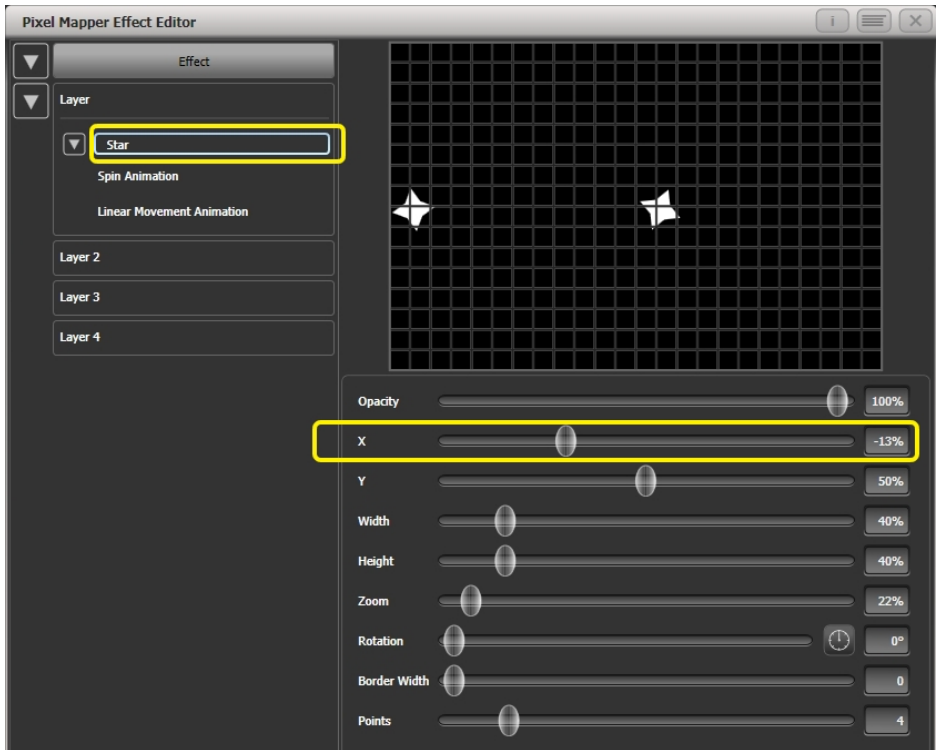 Pixel Mapper Effect Editor
i
Effect
Layer
Star
Spin Animation
Linear Movement Animation
Layer 2
Layer 3
Layer 4
Opacity 100%
X -13%
Y 50%
Width 40%
Height 40%
Zoom 22%
Rotation 0°
Border Width 0
Points 4